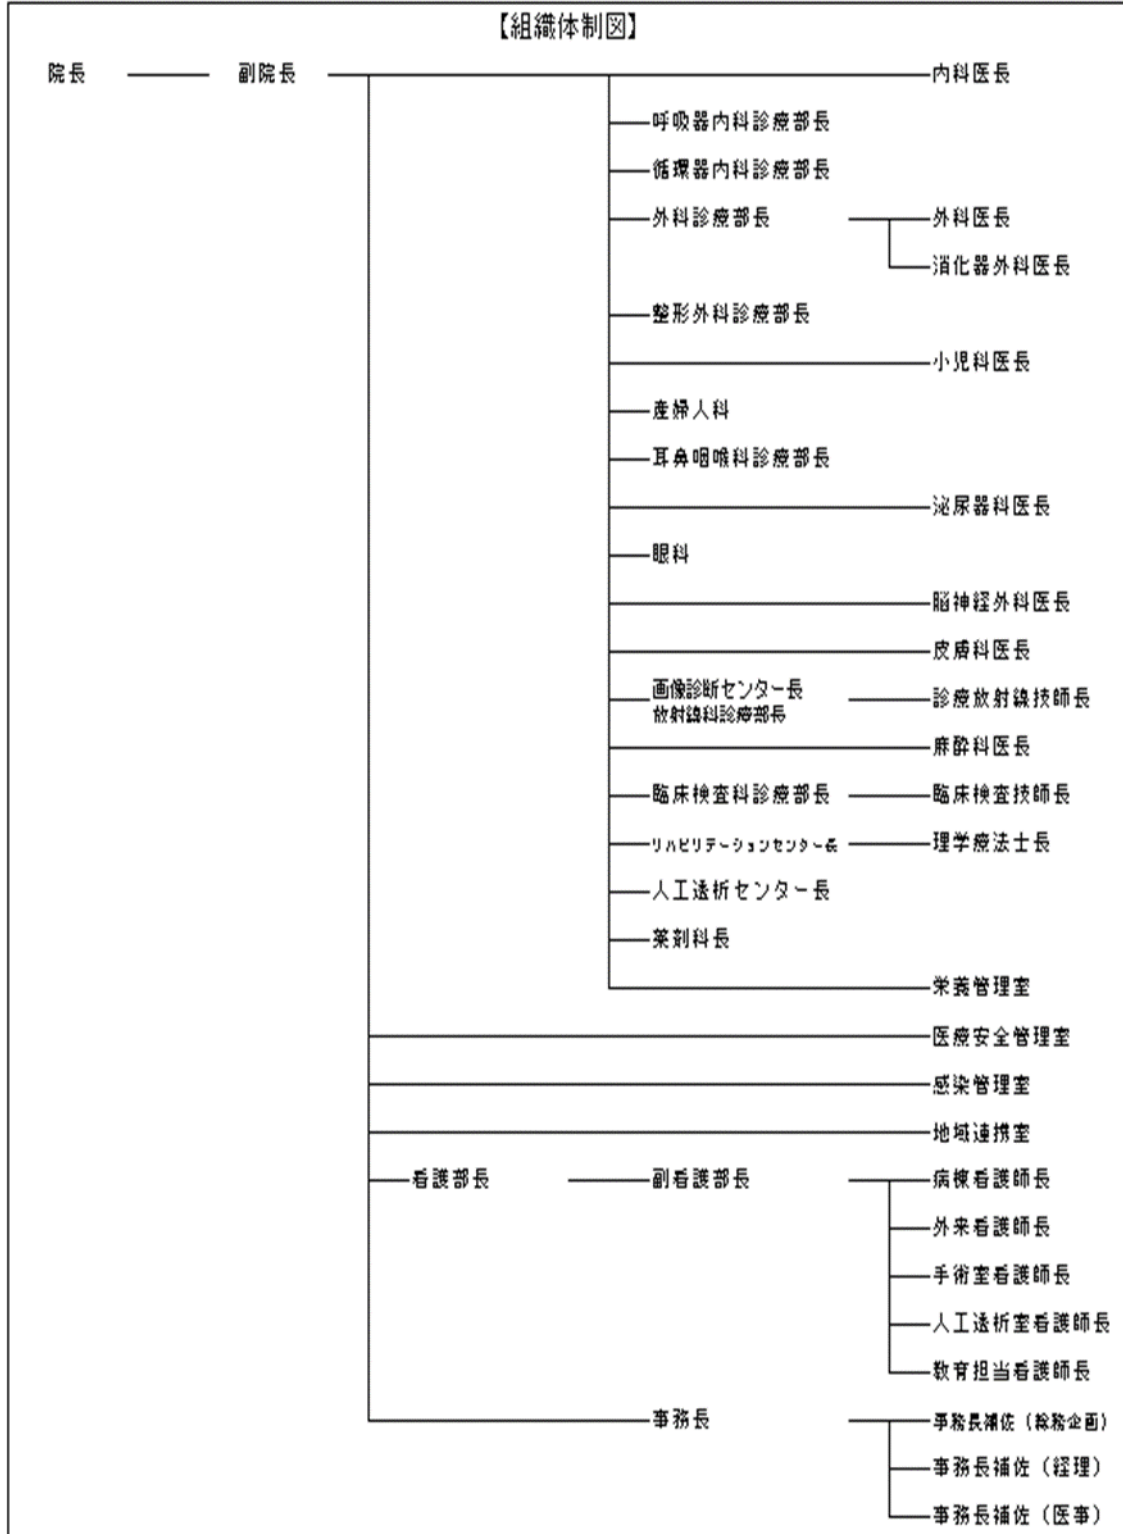 【組織体制図】
院長 副院長 内科医長
呼吸器内科診療部長
循環器内科診療部長
外科診療部長 外科医長
消化器外科医長
整形外科診療部長
小児科医長
産婦人科
耳鼻咽喉科診療部長
泌尿器科医長
眼科
脳神経外科医長
皮膚科医長
画像診断センター長
放射線科診療部長 診療放射線技師長
麻酔科医長
臨床検査科診療部長 臨床検査技師長
リハビリテーションセンター長 理学療法士長
人工透析センター長
薬剤科長
栄養管理室
医療安全管理室
感染管理室
地域連携室
看護部長 副看護部長 病棟看護師長
外来看護師長
手術室看護師長
人工透析室看護師長
教育担当看護師長
事務長 事務長補佐（総務企画）
事務長補佐（経理）
事務長補佐（医事）